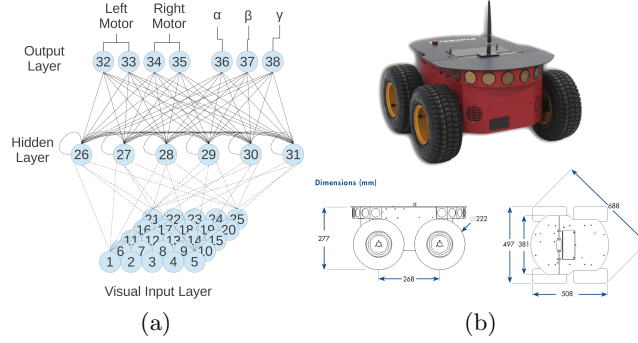 Left
Motor
Right
Motor
α
β
γ
Output
Layer
32 33 34 35 36 37 38
Hidden
Layer
26 27 28 29 30 31
21 22 23 24 25
16 17 18 19 20
11 12 13 14 15
6 7 8 9 10
1 2 3 4 5
Visual Input Layer
(a)
Dimensions (mm)
277
222
268
688
497
381
508
(b)